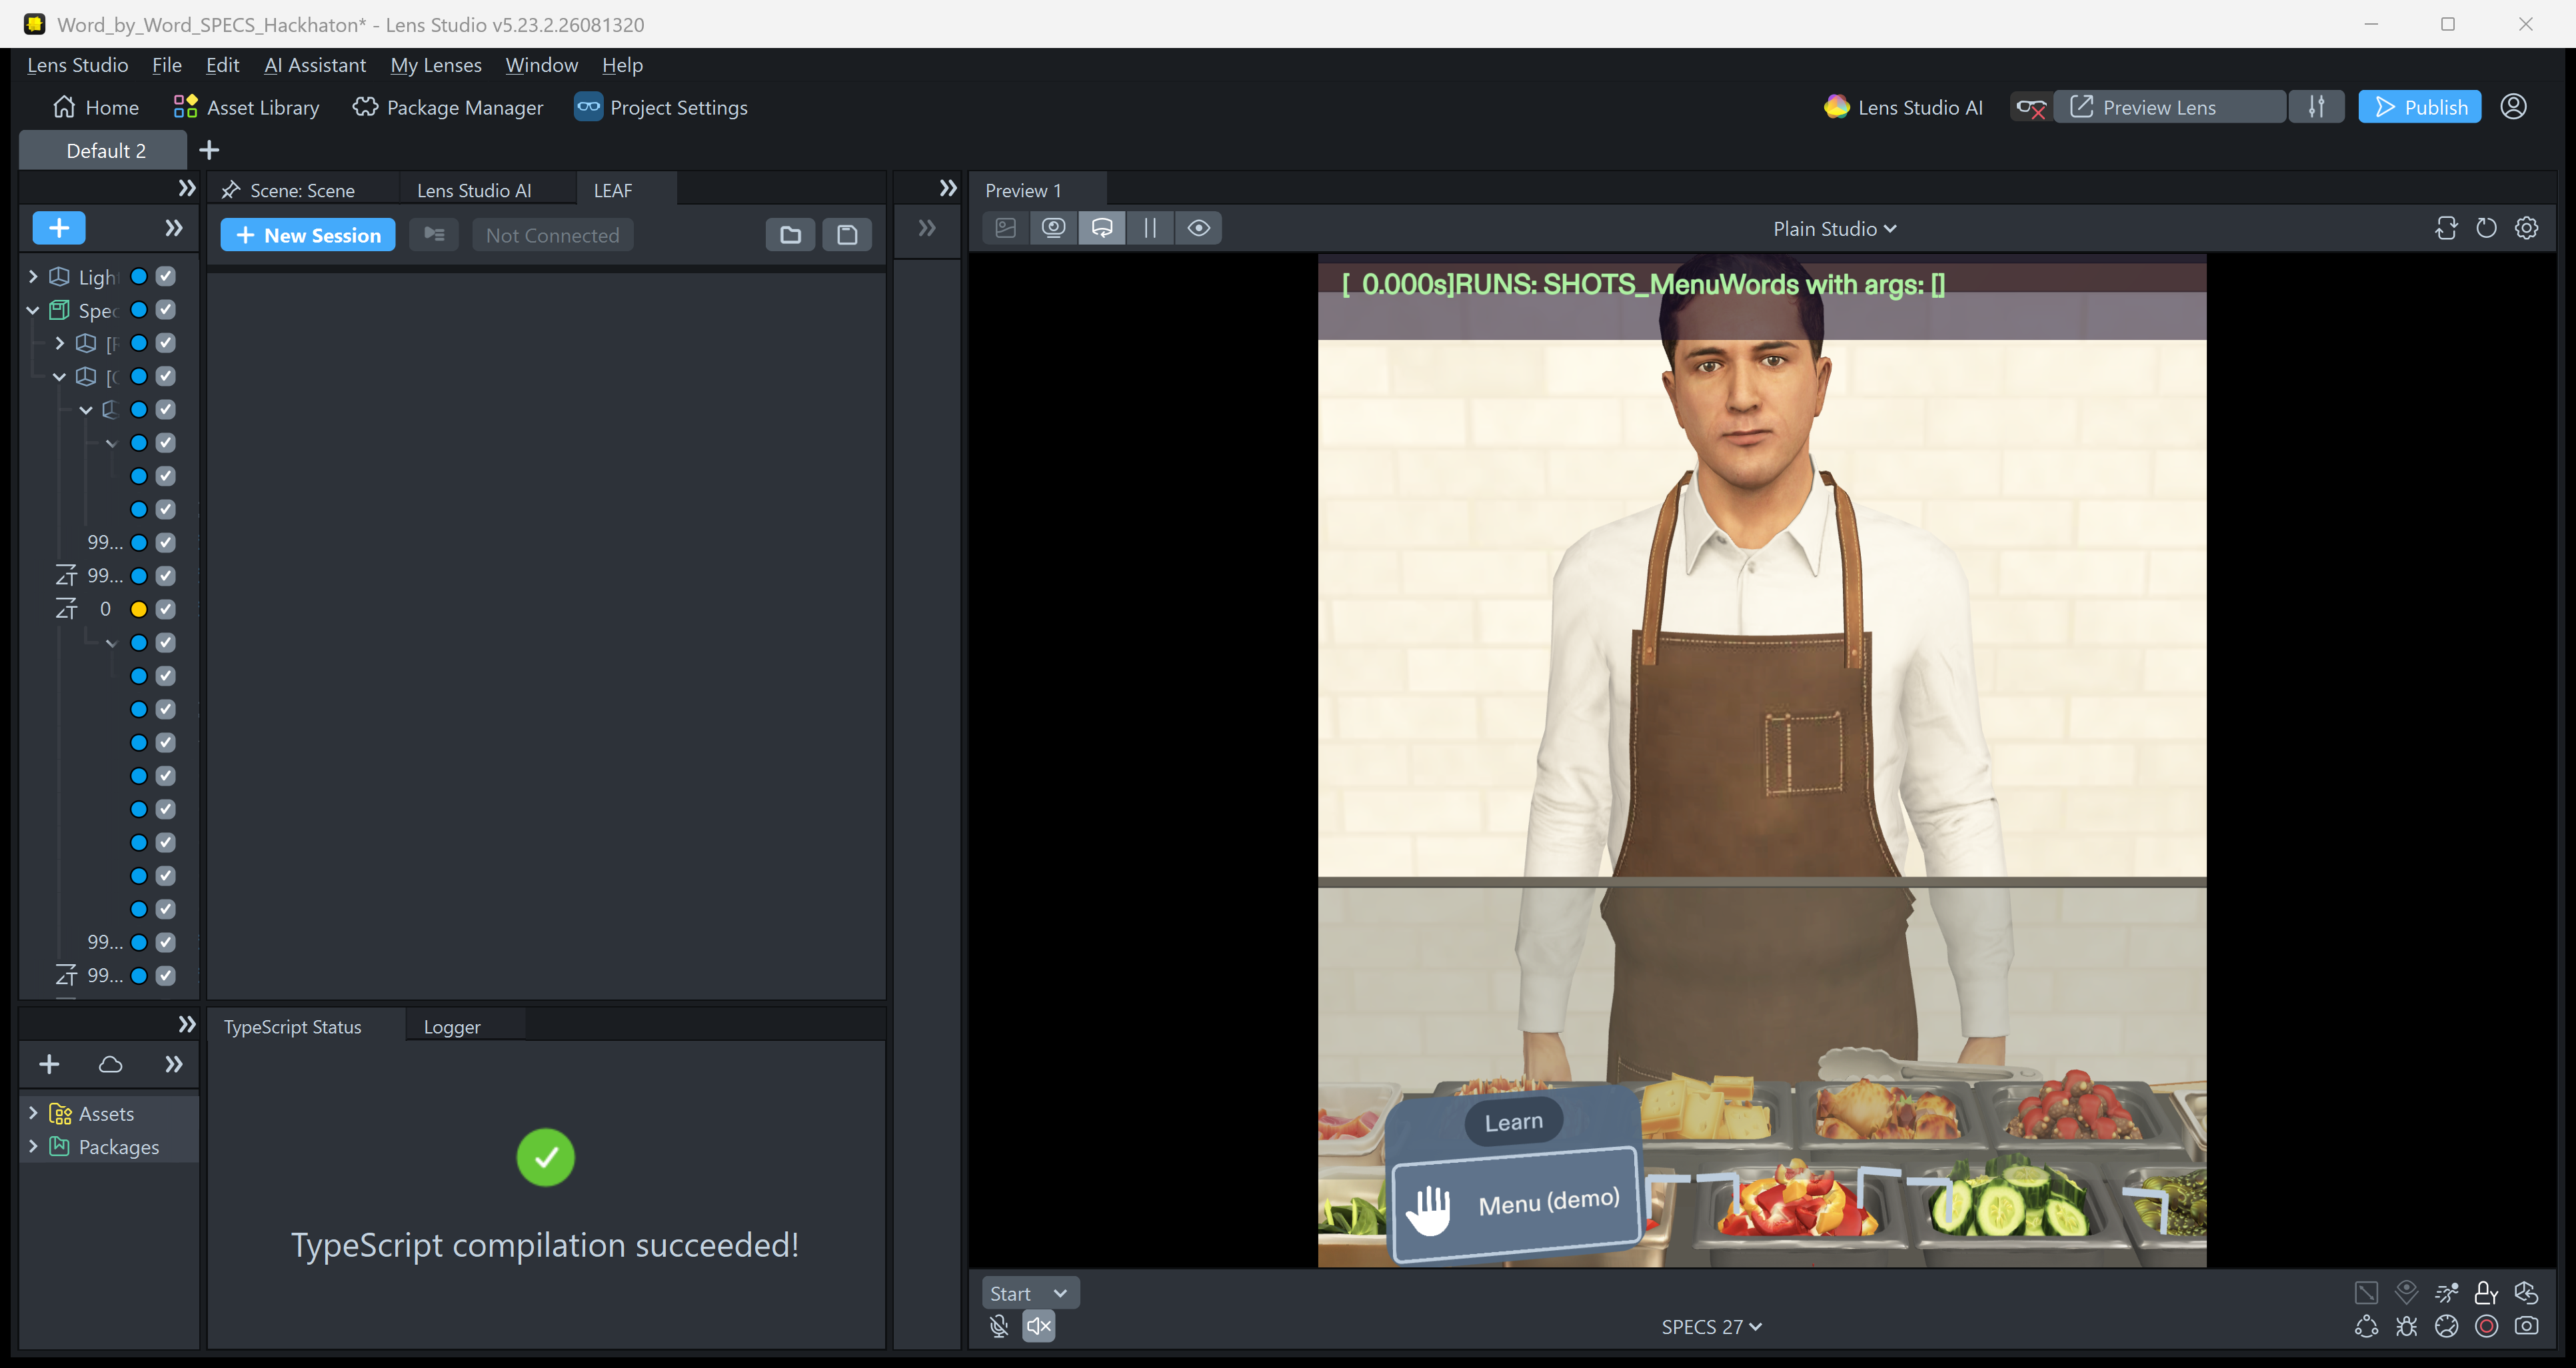 Word_by_Word_SPECS_Hackhaton* - Lens Studio v5.23.2.26081320
Lens Studio File Edit AI Assistant My Lenses Window Help
Home Asset Library Package Manager Project Settings Lens Studio AI Preview Lens Publish
Default 2
Scene: Scene Lens Studio AI LEAF Preview 1
New Session Not Connected Plain Studio
[ 0.000s]RUNS: SHOTS_MenuWords with args: []
Ligh
Spec
[F
[C
99...
99...
0
99...
99...
TypeScript Status Logger
Assets
Packages
TypeScript compilation succeeded!
Learn
Menu (demo)
Start
SPECS 27